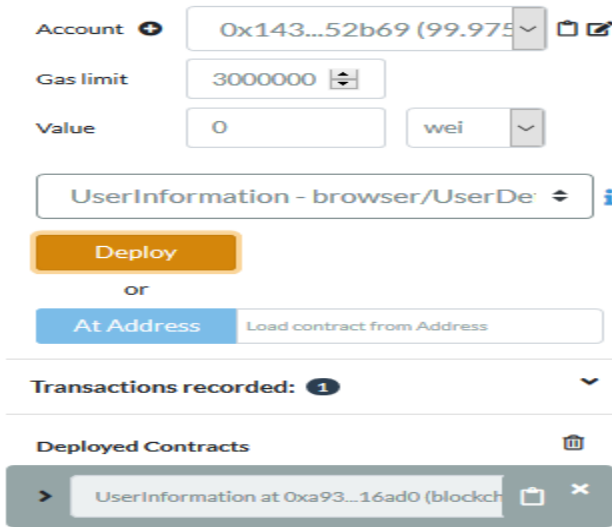 Account 0x143...52b69 (99.975
Gas limit 3000000
Value 0 wei
UserInformation - browser/UserDe
Deploy
or
At Address Load contract from Address
Transactions recorded: 1
Deployed Contracts
UserInformation at 0xa93...16ad0 (blockch